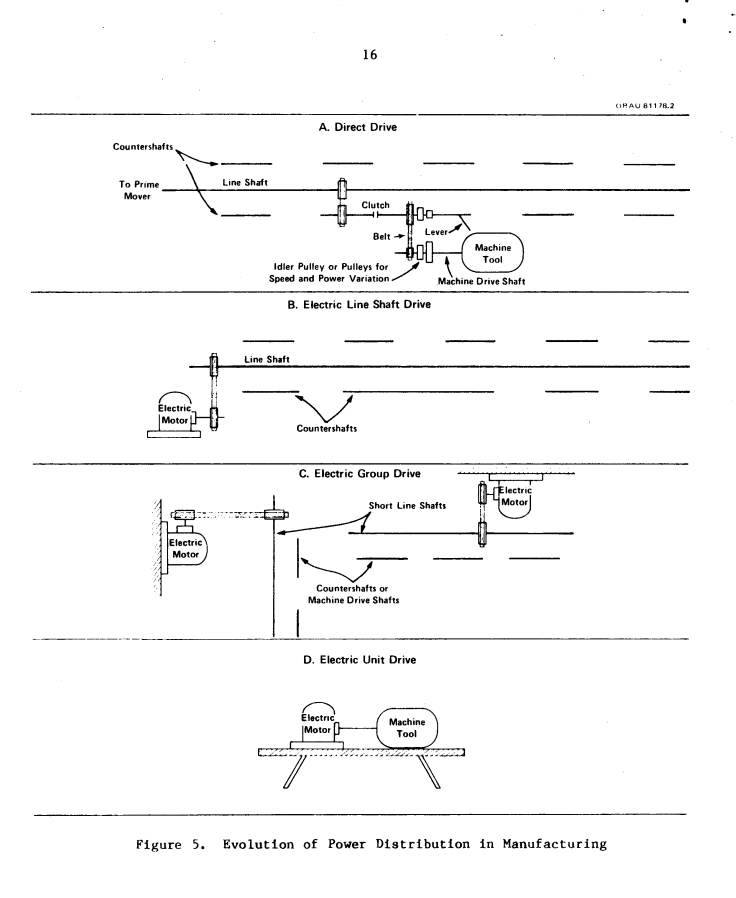 16
ORAU 81178.2
A. Direct Drive
Countershafts
To Prime
Mover
Line Shaft
Clutch
Belt
Lever
Machine
Tool
Idler Pulley or Pulleys for
Speed and Power Variation
Machine Drive Shaft
B. Electric Line Shaft Drive
Line Shaft
Electric
Motor
Countershafts
C. Electric Group Drive
Electric
Motor
Short Line Shafts
Electric
Motor
Countershafts or
Machine Drive Shafts
D. Electric Unit Drive
Electric
Motor
Machine
Tool
Figure 5. Evolution of Power Distribution in Manufacturing